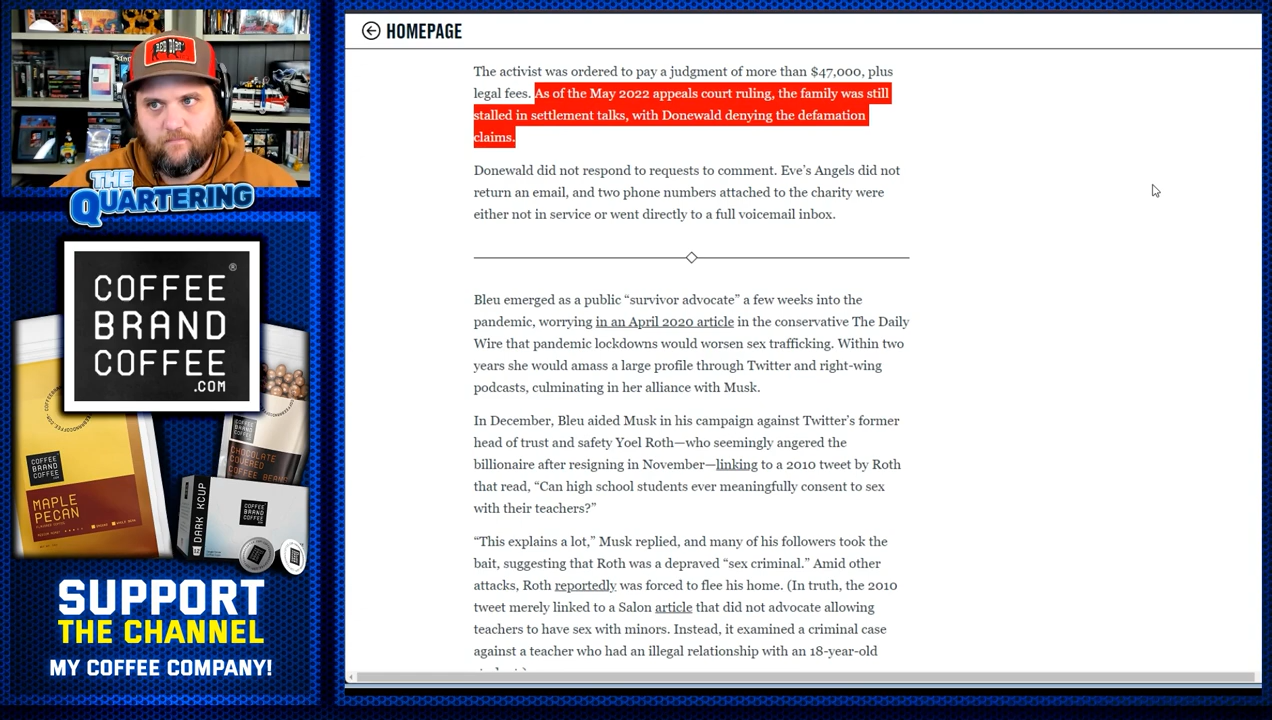 RED DIRT
THE
QUARTERING
COFFEE
BRAND
COFFEE
.COM
®
COFFEE
BRAND
COFFEE
MAPLE
PECAN
CHOCOLATE
COVERED
COFFEE BEANS
DARK KCUP
SUPPORT
THE CHANNEL
MY COFFEE COMPANY!
HOMEPAGE
The activist was ordered to pay a judgment of more than $47,000, plus
legal fees. As of the May 2022 appeals court ruling, the family was still
stalled in settlement talks, with Donewald denying the defamation
claims.
Donewald did not respond to requests to comment. Eve’s Angels did not
return an email, and two phone numbers attached to the charity were
either not in service or went directly to a full voicemail inbox.
Bleu emerged as a public “survivor advocate” a few weeks into the
pandemic, worrying in an April 2020 article in the conservative The Daily
Wire that pandemic lockdowns would worsen sex trafficking. Within two
years she would amass a large profile through Twitter and right-wing
podcasts, culminating in her alliance with Musk.
In December, Bleu aided Musk in his campaign against Twitter’s former
head of trust and safety Yoel Roth—who seemingly angered the
billionaire after resigning in November—linking to a 2010 tweet by Roth
that read, “Can high school students ever meaningfully consent to sex
with their teachers?”
“This explains a lot,” Musk replied, and many of his followers took the
bait, suggesting that Roth was a depraved “sex criminal.” Amid other
attacks, Roth reportedly was forced to flee his home. (In truth, the 2010
tweet merely linked to a Salon article that did not advocate allowing
teachers to have sex with minors. Instead, it examined a criminal case
against a teacher who had an illegal relationship with an 18-year-old